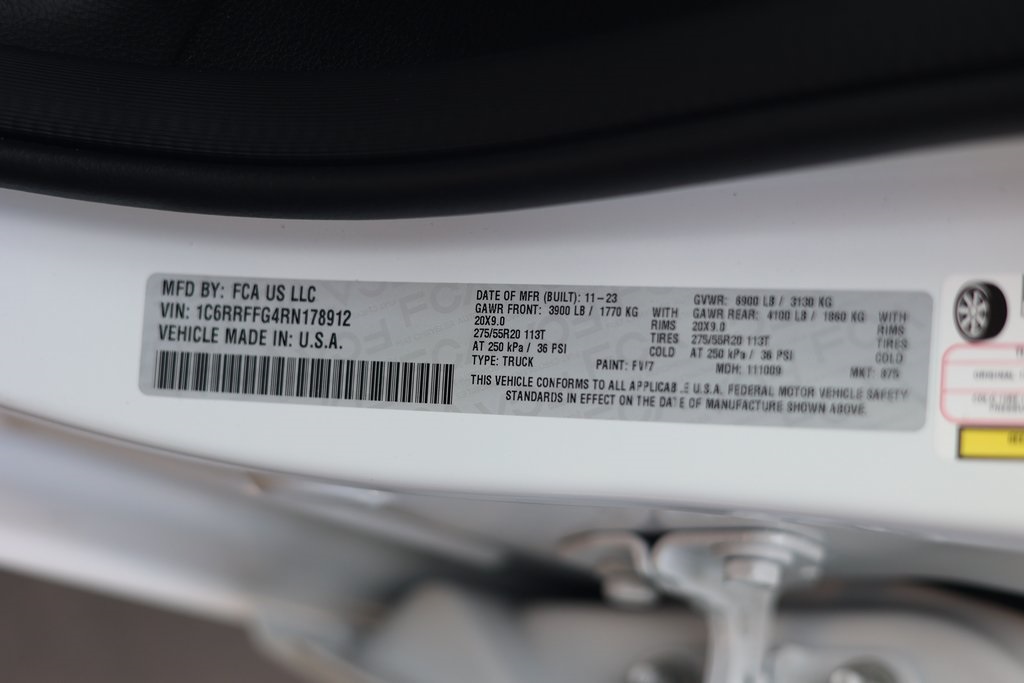 MFD BY: FCA US LLC
VIN: 1C6RRFFG4RN178912
VEHICLE MADE IN: U.S.A.
DATE OF MFR (BUILT): 11-23
GVWR: 6900 LB / 3130 KG
GAWR FRONT: 3900 LB / 1770 KG WITH
GAWR REAR: 4100 LB / 1860 KG WITH
20X9.0 RIMS
20X9.0 RIMS
275/55R20 113T TIRES
275/55R20 113T TIRES
AT 250 kPa / 36 PSI COLD
AT 250 kPa / 36 PSI COLD
TYPE: TRUCK PAINT: MDH: 111009 MKT:
THIS VEHICLE CONFORMS TO ALL APPLICABLE U.S.A. FEDERAL MOTOR VEHICLE SAFETY
STANDARDS IN EFFECT ON THE DATE OF MANUFACTURE SHOWN ABOVE.